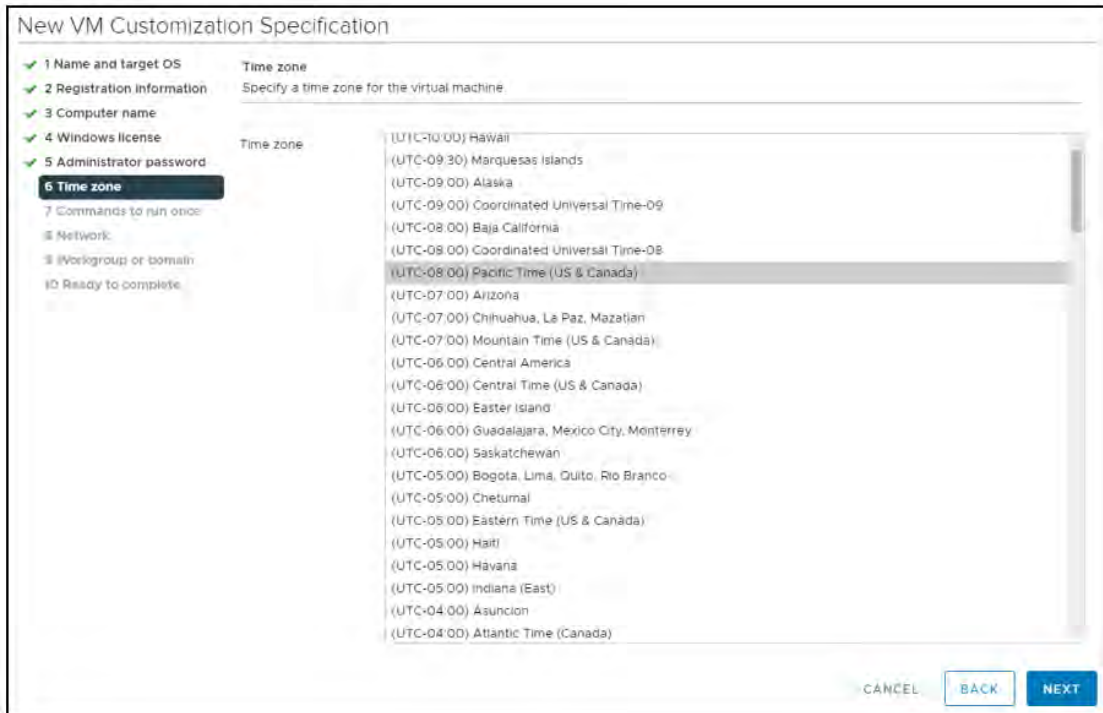 New VM Customization Specification
1 Name and target OS
2 Registration information
3 Computer name
4 Windows license
5 Administrator password
6 Time zone
7 Commands to run once
8 Network
9 Workgroup or domain
10 Ready to complete
Time zone
Specify a time zone for the virtual machine
Time zone
(UTC-10:00) Hawaii
(UTC-09:30) Marquesas Islands
(UTC-09:00) Alaska
(UTC-09:00) Coordinated Universal Time-09
(UTC-08:00) Baja California
(UTC-08:00) Coordinated Universal Time-08
(UTC-08:00) Pacific Time (US & Canada)
(UTC-07:00) Arizona
(UTC-07:00) Chihuahua, La Paz, Mazatlan
(UTC-07:00) Mountain Time (US & Canada)
(UTC-06:00) Central America
(UTC-06:00) Central Time (US & Canada)
(UTC-06:00) Easter Island
(UTC-06:00) Guadalajara, Mexico City, Monterrey
(UTC-06:00) Saskatchewan
(UTC-05:00) Bogota, Lima, Quito, Rio Branco
(UTC-05:00) Chetumal
(UTC-05:00) Eastern Time (US & Canada)
(UTC-05:00) Haiti
(UTC-05:00) Havana
(UTC-05:00) Indiana (East)
(UTC-04:00) Asuncion
(UTC-04:00) Atlantic Time (Canada)
CANCEL BACK NEXT